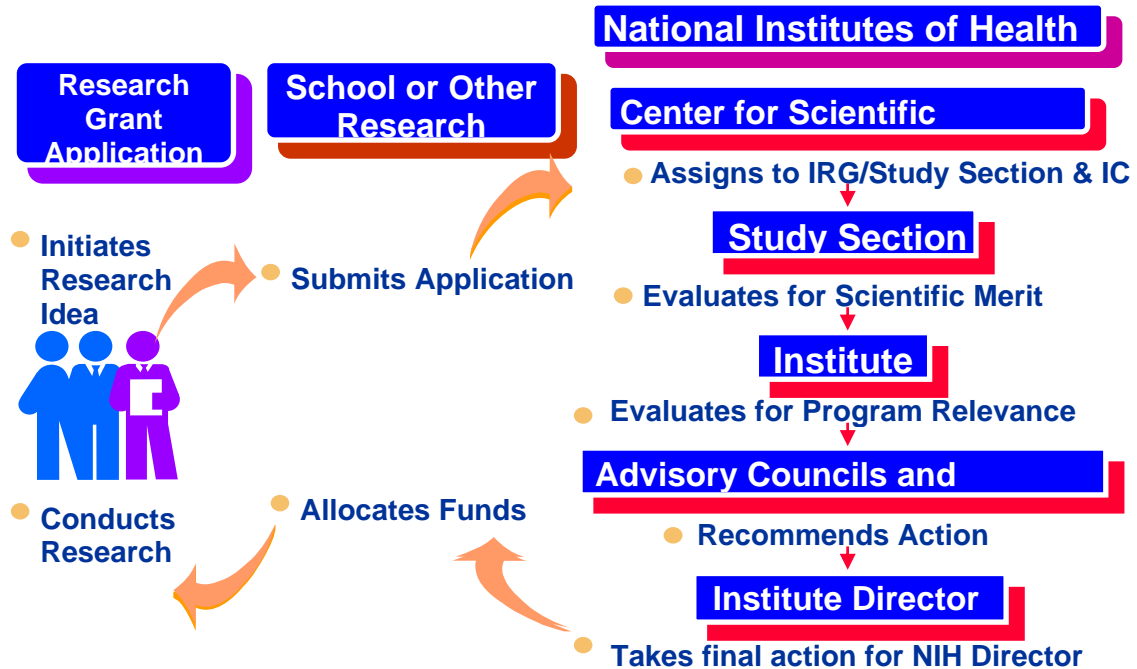 Research
Grant
Application
Initiates
Research
Idea
Conducts
Research
School or Other
Research
Submits Application
Allocates Funds
National Institutes of Health
Center for Scientific
Assigns to IRG/Study Section & IC
Study Section
Evaluates for Scientific Merit
Institute
Evaluates for Program Relevance
Advisory Councils and
Recommends Action
Institute Director
Takes final action for NIH Director